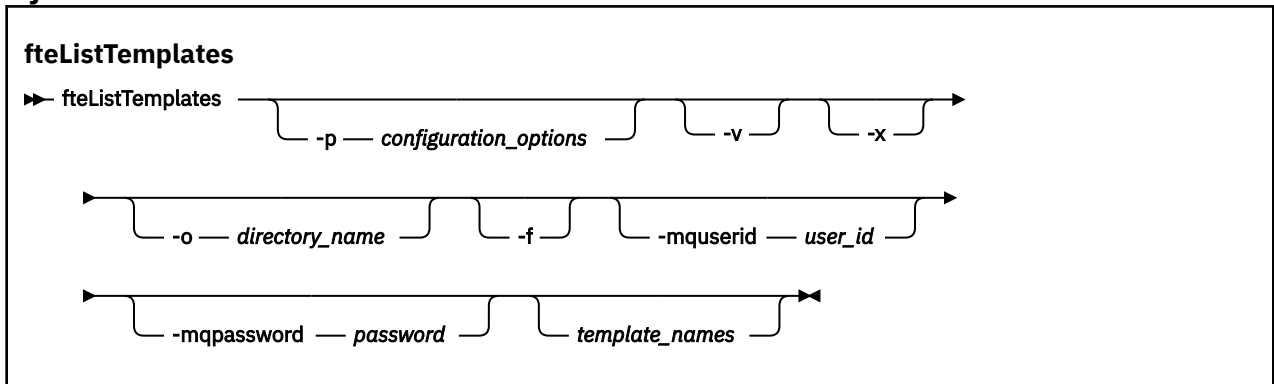 fteListTemplates
fteListTemplates
-p configuration_options -v -x
-o directory_name -f -mquserid user_id
-mqpassword password template_names